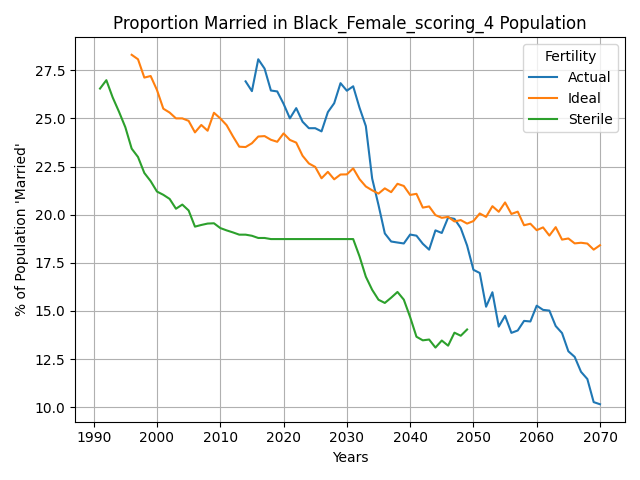 Proportion Married in Black_Female_scoring_4 Population
Fertility
Actual
Ideal
Sterile
% of Population 'Married'
27.5
25.0
22.5
20.0
17.5
15.0
12.5
10.0
1990 2000 2010 2020 2030 2040 2050 2060 2070
Years